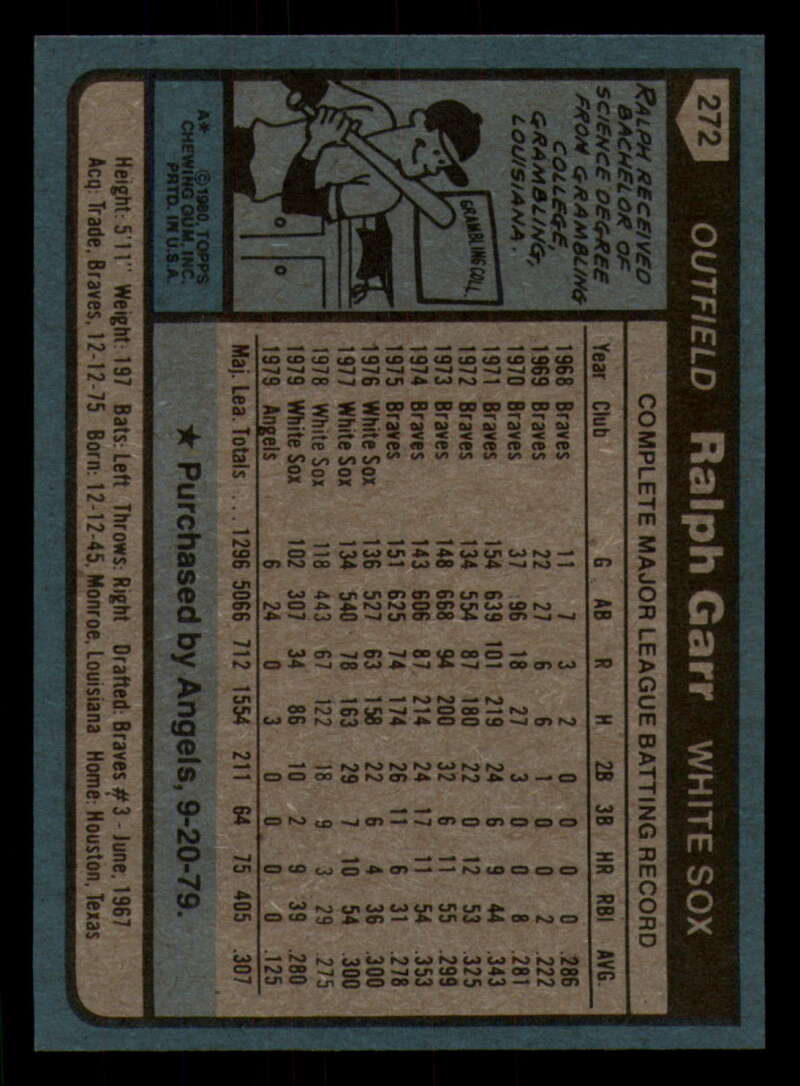 272 OUTFIELD Ralph Garr WHITE SOX
RALPH RECEIVED
BACHELOR OF
SCIENCE DEGREE
FROM GRAMBLING
COLLEGE,
GRAMBLING,
LOUISIANA.
GRAMBLING COLL.
A* ©1980 TOPPS
CHEWING GUM, INC.
PRTD. IN U.S.A.
COMPLETE MAJOR LEAGUE BATTING RECORD
Year Club G AB R H 2B 3B HR RBI AVG.
1968 Braves 11 7 3 2 0 0 0 0 .286
1969 Braves 22 27 6 6 1 0 0 2 .222
1970 Braves 37 96 18 27 3 0 0 8 .281
1971 Braves 154 639 101 219 24 6 9 44 .343
1972 Braves 134 554 87 180 22 0 12 53 .325
1973 Braves 148 668 94 200 32 6 11 55 .299
1974 Braves 143 606 87 214 24 17 11 54 .353
1975 Braves 151 625 74 174 26 11 6 31 .278
1976 White Sox 136 527 63 158 22 6 4 36 .300
1977 White Sox 134 540 78 163 29 7 10 54 .300
1978 White Sox 118 443 67 122 18 9 3 29 .275
1979 White Sox 102 307 34 86 10 2 9 39 .280
1979 Angels 6 24 0 3 0 0 0 0 .125
Maj. Lea. Totals . . . 1296 5066 712 1554 211 64 75 405 .307
★ Purchased by Angels, 9-20-79.
Height: 5'11" Weight: 197 Bats: Left Throws: Right Drafted: Braves #3 - June, 1967
Acq: Trade, Braves, 12-12-75 Born: 12-12-45, Monroe, Louisiana Home: Houston, Texas